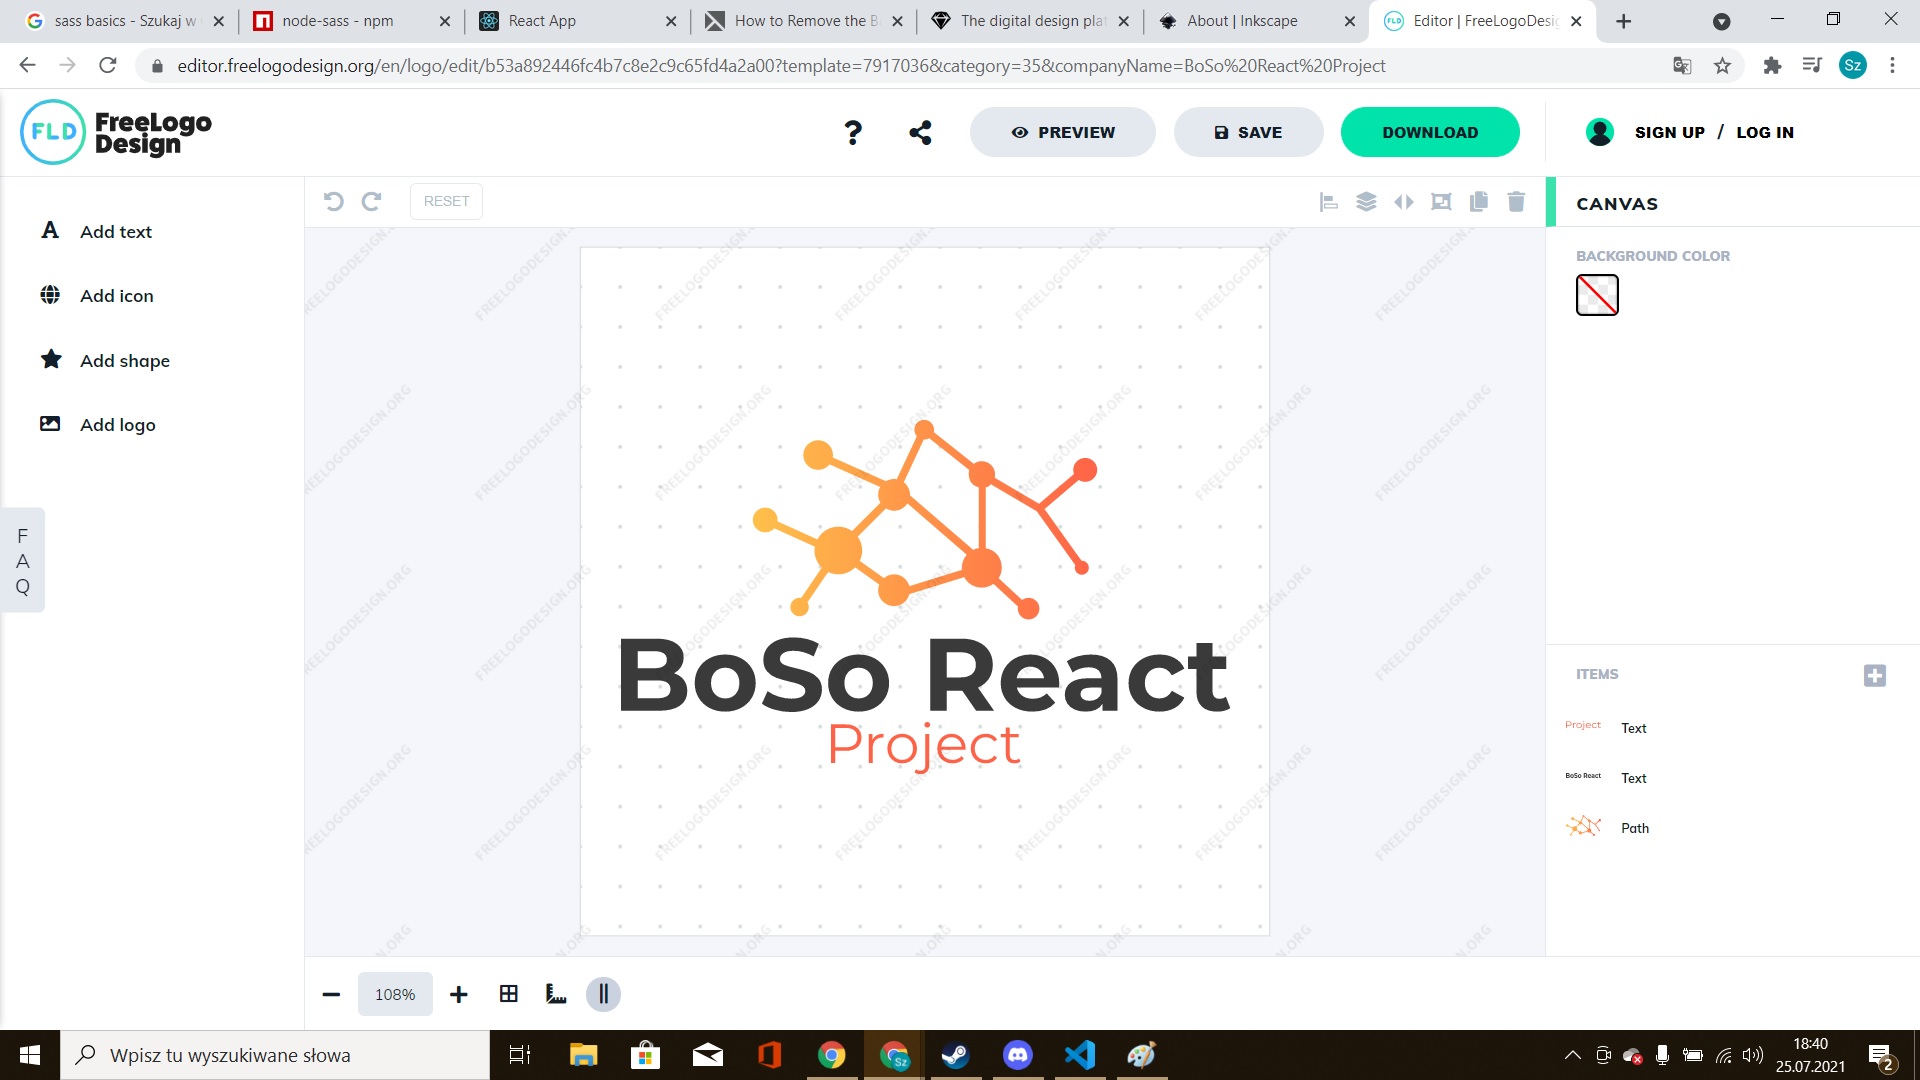 sass basics - Szukaj w
node-sass - npm
React App
How to Remove the B
The digital design plat
About | Inkscape
Editor | FreeLogoDesig
editor.freelogodesign.org/en/logo/edit/b53a892446fc4b7c8e2c9c65fd4a2a00?template=7917036&category=35&companyName=BoSo%20React%20Project
Sz
FLD
FreeLogo
Design
?
PREVIEW
SAVE
DOWNLOAD
SIGN UP / LOG IN
RESET
CANVAS
Add text
Add icon
Add shape
Add logo
BACKGROUND COLOR
FREELOGODESIGN.ORG
F
A
Q
BoSo React
Project
ITEMS
Project Text
BoSo React Text
Path
108%
Wpisz tu wyszukiwane słowa
18:40
25.07.2021
2